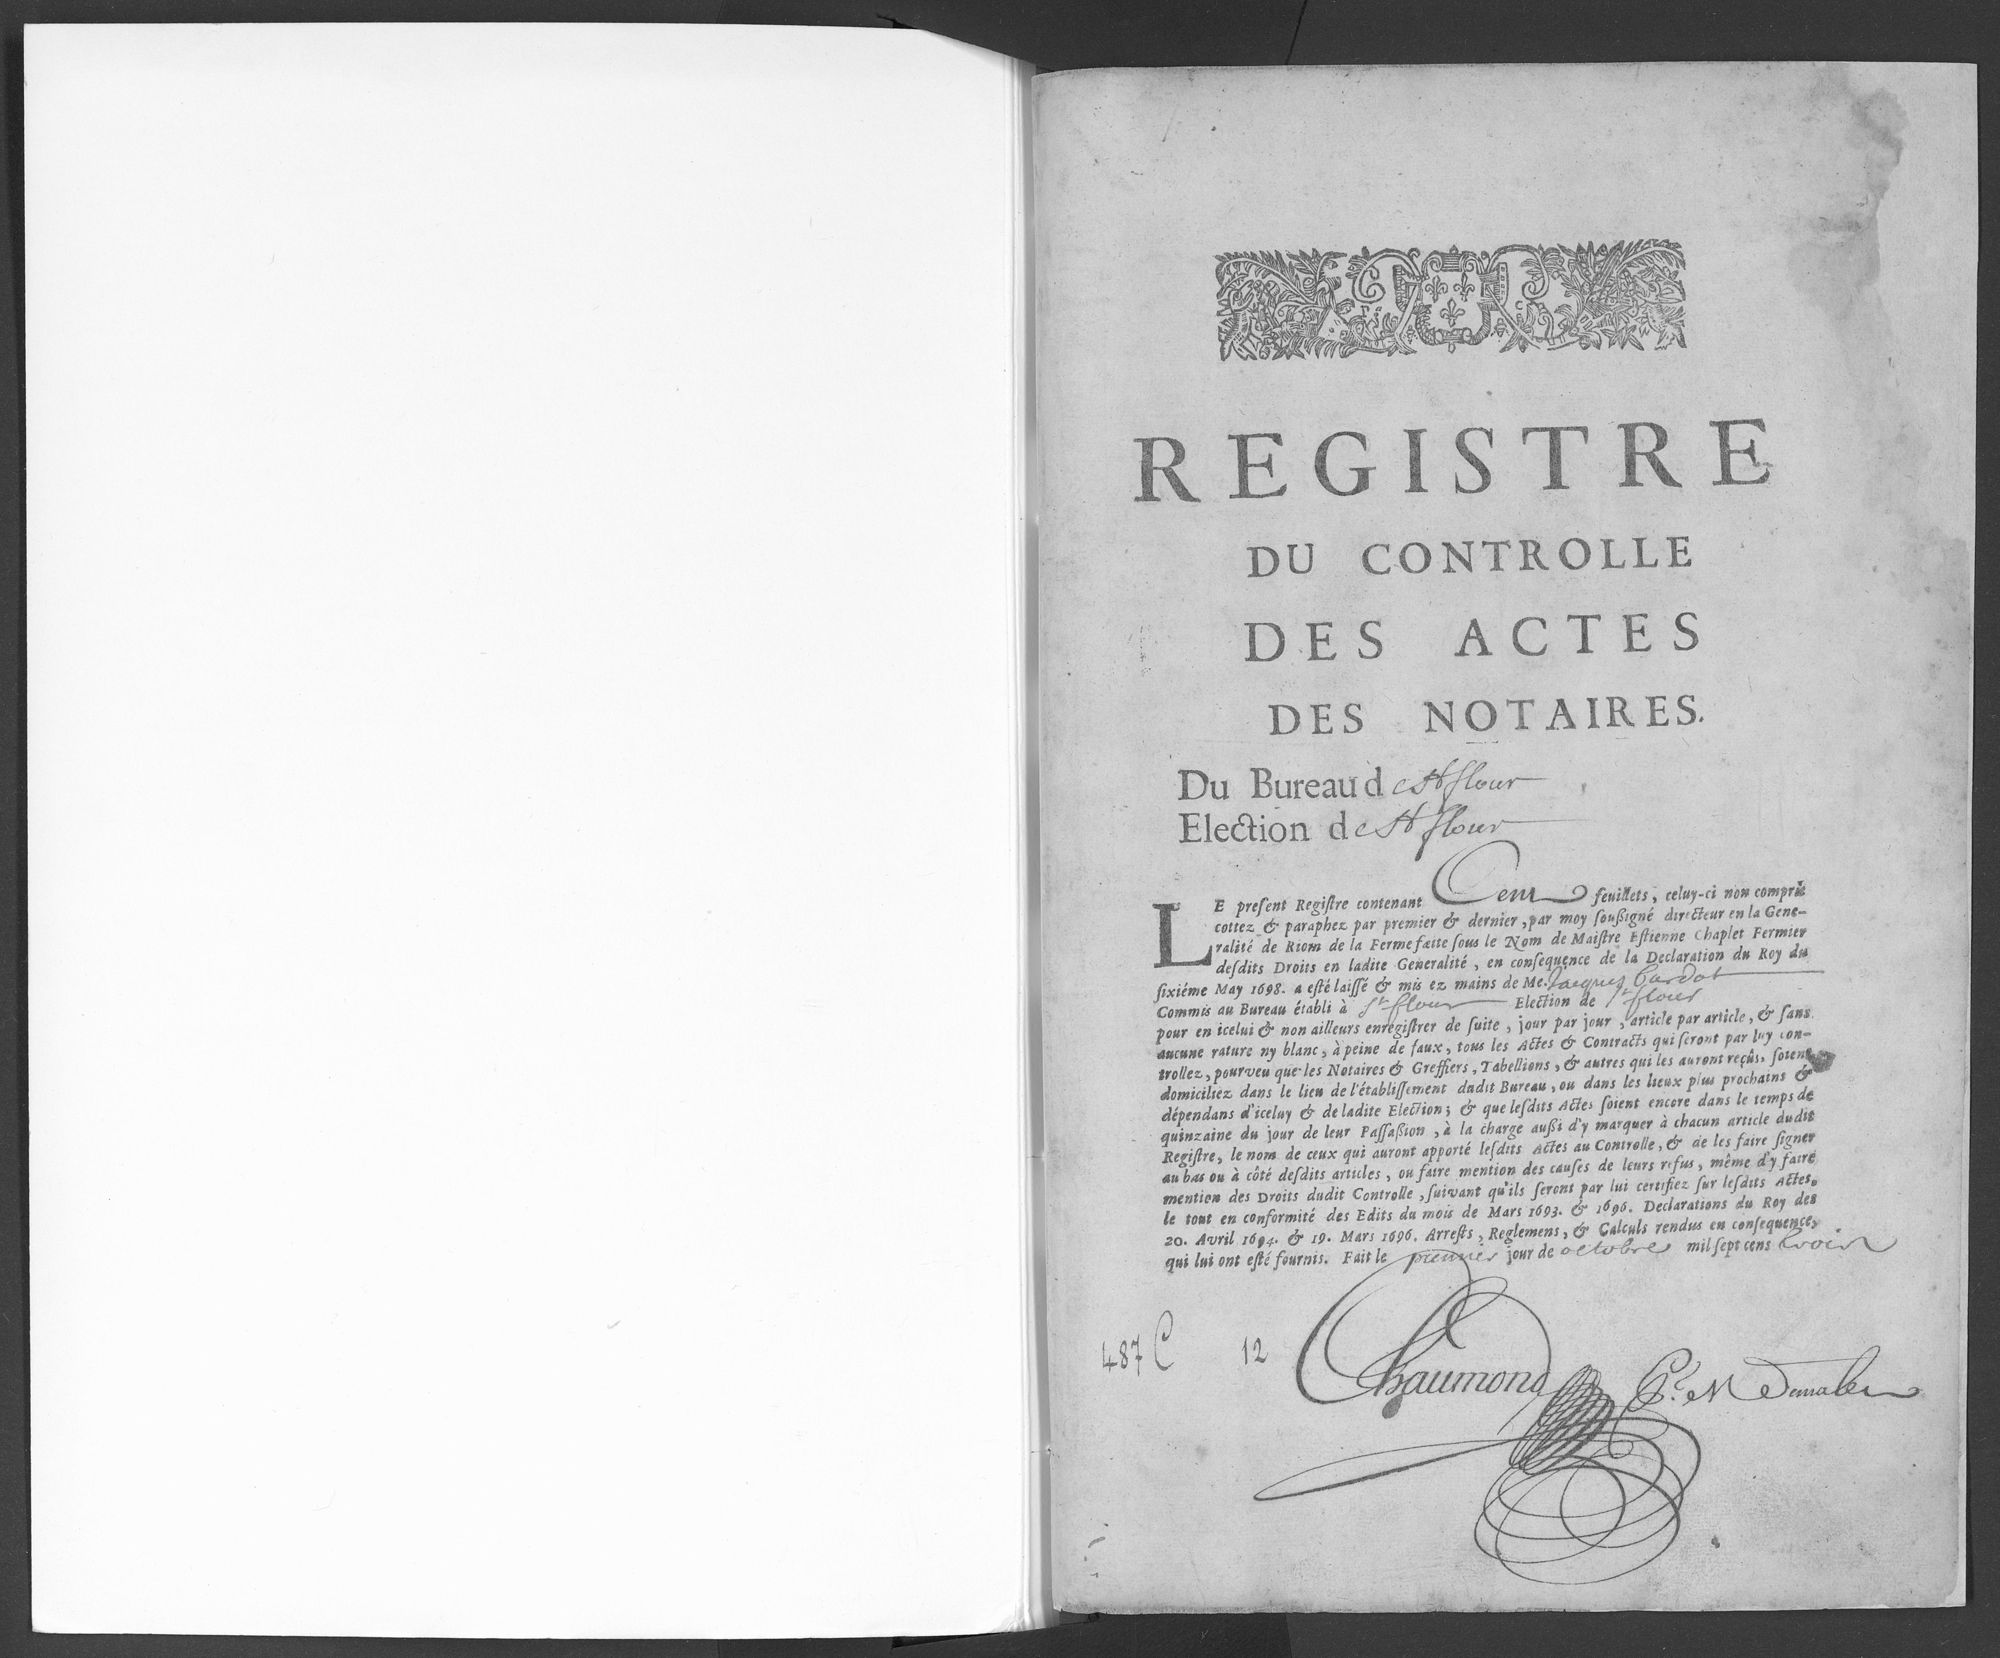 REGISTRE
DU CONTROLLE
DES ACTES
DES NOTAIRES.
Du Bureau de St flour
Election de St flour
LE preſent Regiſtre contenant Cent feuillets, celuy-ci non compris
cottez & paraphez par premier & dernier, par moy ſouſſigné directeur en la Gene-
ralité de Riom de la Ferme faite ſous le Nom de Maiſtre Eſtienne Chaplet Fermier
deſdits Droits en ladite Generalité, en conſequence de la Declaration du Roy du
ſixiéme May 1698. a eſté laiſſé & mis ez mains de Me. Jacques Bardot
Commis au Bureau établi à St flour Election de St flour
pour en icelui & non ailleurs enregiſtrer de ſuite, jour par jour, article par article, & ſans
aucune rature ny blanc, à peine de faux, tous les Actes & Contracts qui ſeront par luy con-
trollez, pourveu que les Notaires & Greffiers, Tabellions, & autres qui les auront reçûs, ſoient
domiciliez dans le lieu de l'établiſſement dudit Bureau, ou dans les lieux plus prochains &
dépendans d'iceluy & de ladite Election; & que leſdits Actes ſoient encore dans le temps de
quinzaine du jour de leur Paſſaſſion, à la charge auſſi d'y marquer à chacun article dudit
Regiſtre, le nom de ceux qui auront apporté leſdits Actes au Controlle, & de les faire ſigner
au bas ou à côté deſdits articles, ou faire mention des cauſes de leurs refus, même d'y faire
mention des Droits dudit Controlle, ſuivant qu'ils ſeront par lui certifiez ſur leſdits Actes,
le tout en conformité des Edits du mois de Mars 1693. & 1696. Declarations du Roy des
20. Avril 1694. & 19. Mars 1696. Arreſts, Reglemens, & Calculs rendus en conſequence,
qui lui ont eſté fournis. Fait le premier jour de octobre mil ſept cens trois
487 C 12
Chaumond